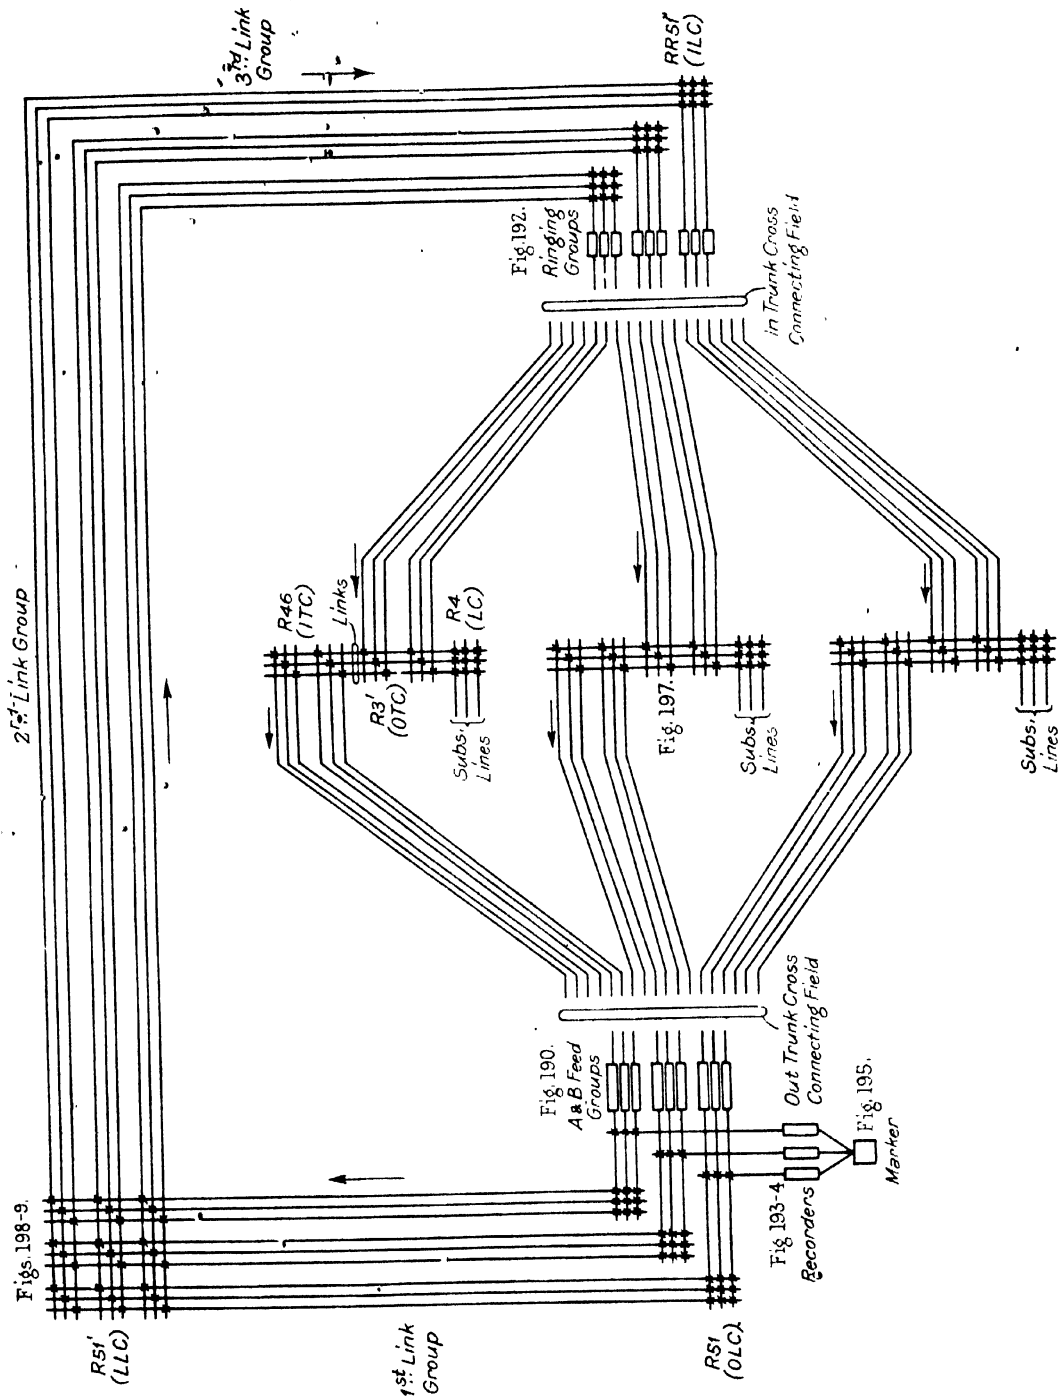 2nd Link Group
3rd Link
Group
RR51'
(ILC)
Fig. 192.
Ringing
Groups
in Trunk Cross
Connecting Field
R46
(ITC)
Links
R3'
(OTC)
R4
(LC)
Subs.
Lines
Fig. 197.
Subs.
Lines
Subs.
Lines
Fig. 190.
A & B Feed
Groups
Out Trunk Cross
Connecting Field
Fig. 195.
Marker
Fig 193-4
Recorders
Figs. 198-9.
R51'
(LLC)
1st Link
Group
R51
(OLC)